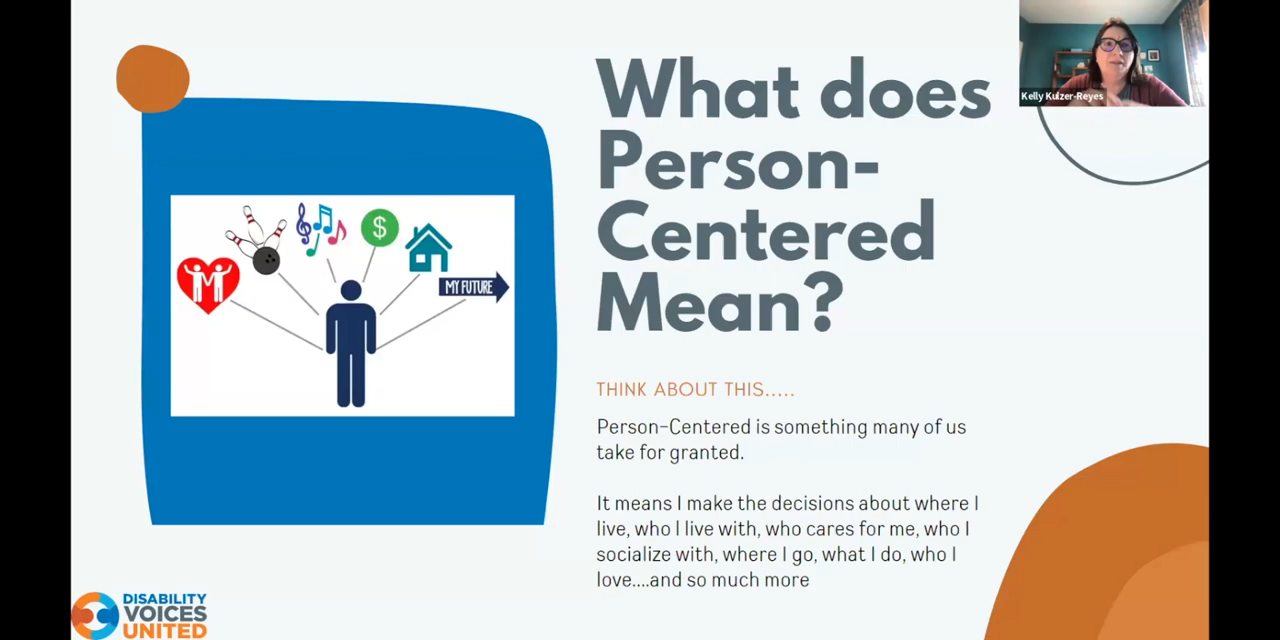 What does
Person-
Centered
Mean?
Kelly Kulzer-Reyes
$
MY FUTURE
THINK ABOUT THIS.....
Person-Centered is something many of us
take for granted.
It means I make the decisions about where I
live, who I live with, who cares for me, who I
socialize with, where I go, what I do, who I
love....and so much more
DISABILITY
VOICES
UNITED